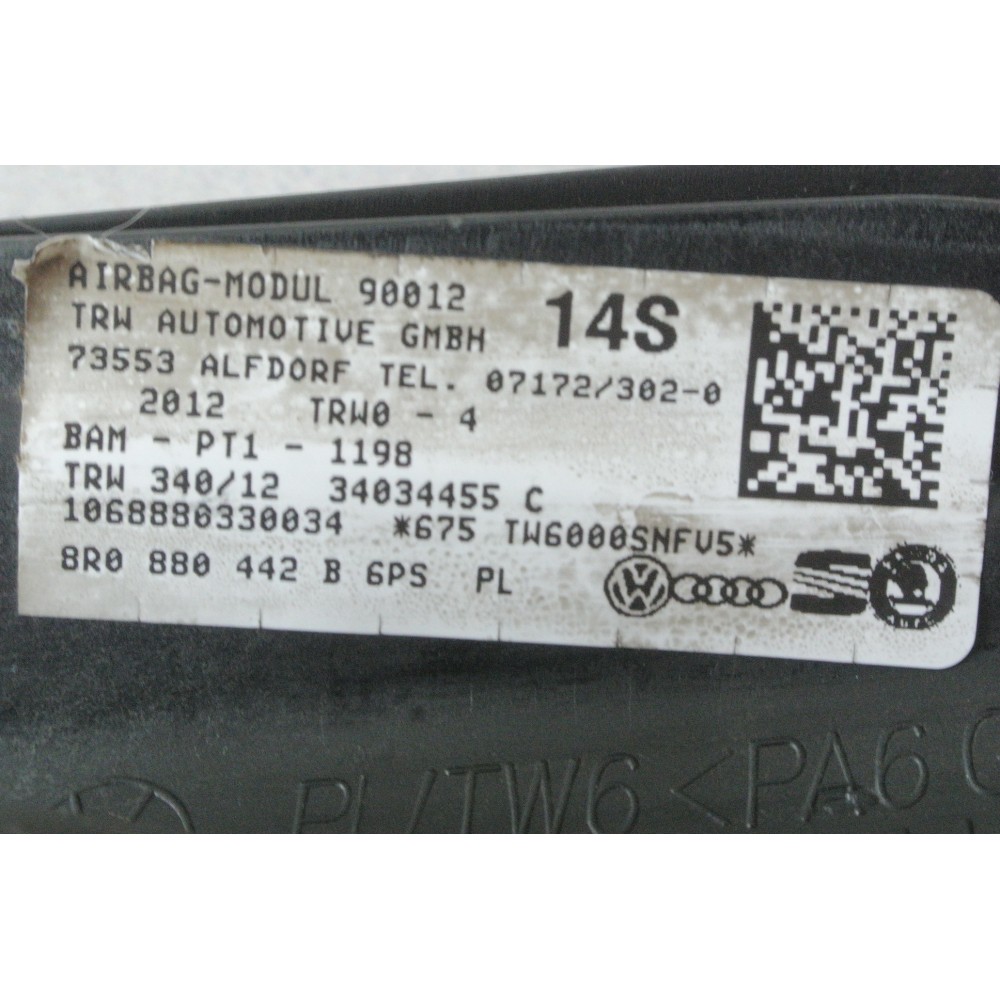 AIRBAG-MODUL 90012
14S
TRW AUTOMOTIVE GMBH
73553 ALFDORF TEL. 07172/302-0
2012 TRW0 - 4
BAM - PT1 - 1198
TRW 340/12 34034455 C
1068880330034 *675 TW6000SNFV5*
8R0 880 442 B 6PS PL
PL/TW6 <PA6